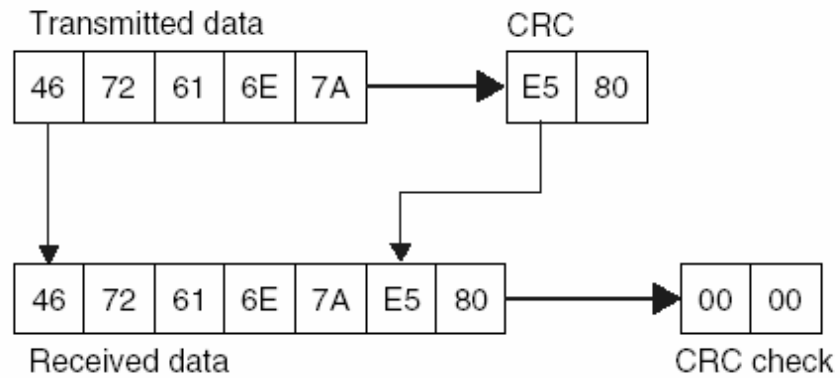 Transmitted data CRC
46 72 61 6E 7A E5 80
46 72 61 6E 7A E5 80 00 00
Received data CRC check